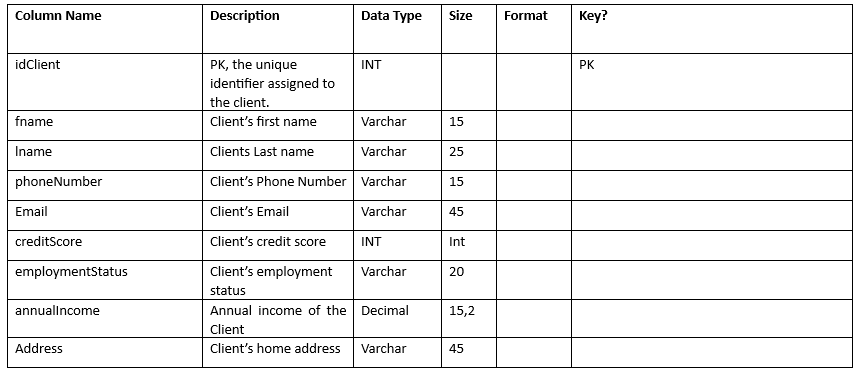 Column Name Description Data Type Size Format Key?
idClient PK, the unique INT PK
identifier assigned to
the client.
fname Client’s first name Varchar 15
lname Clients Last name Varchar 25
phoneNumber Client’s Phone Number Varchar 15
Email Client’s Email Varchar 45
creditScore Client’s credit score INT Int
employmentStatus Client’s employment Varchar 20
status
annualIncome Annual income of the Decimal 15,2
Client
Address Client’s home address Varchar 45